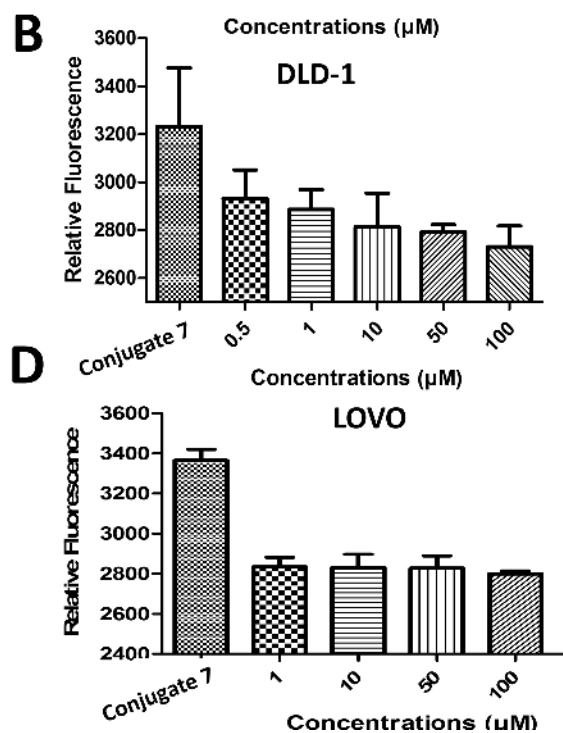 B
Concentrations (µM)
DLD-1
Relative Fluorescence
3600
3400
3200
3000
2800
2600
Conjugate 7
0.5
1
10
50
100
Concentrations (µM)
D
LOVO
Relative Fluorescence
3600
3400
3200
3000
2800
2600
2400
Conjugate 7
1
10
50
100
Concentrations (µM)